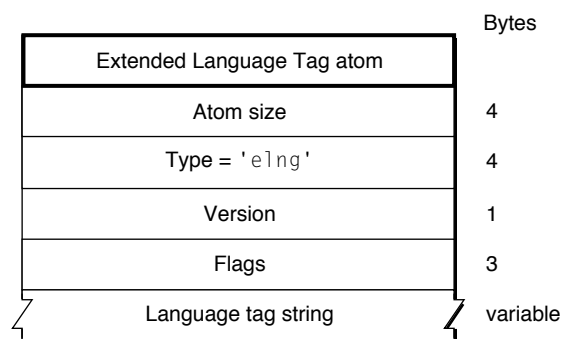 Bytes
Extended Language Tag atom
Atom size 4
Type = 'elng' 4
Version 1
Flags 3
Language tag string variable